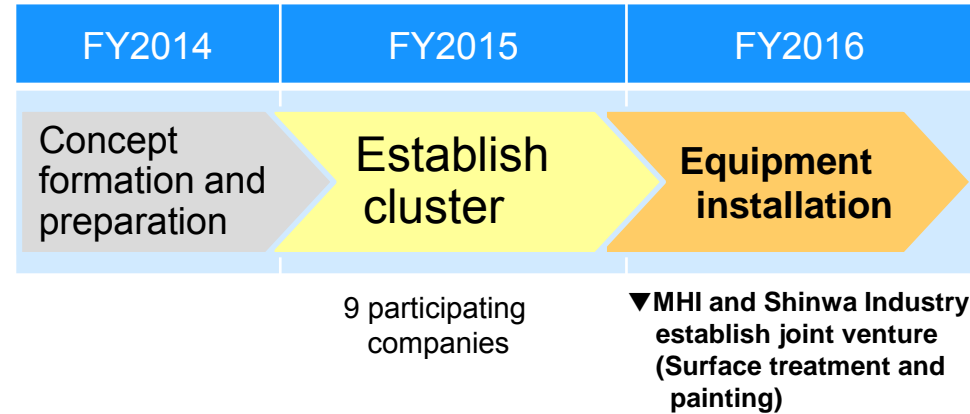 FY2014
FY2015
FY2016
Concept
formation and
preparation
Establish
cluster
Equipment
installation
9 participating
companies
▼MHI and Shinwa Industry
establish joint venture
(Surface treatment and
painting)